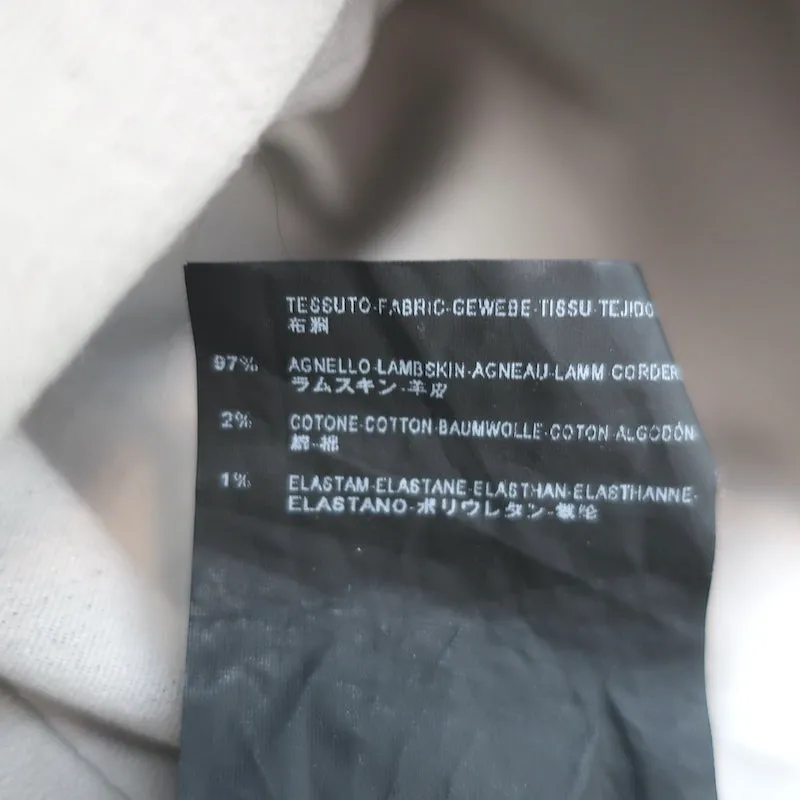 TESSUTO-FABRIC-GEWEBE-TISSU-TEJIDO
布料
97% AGNELLO-LAMBSKIN-AGNEAU-LAMM-CORDER
ラムスキン-羊皮
2% COTONE-COTTON-BAUMWOLLE-COTON-ALGODÓN-
綿-棉
1% ELASTAM-ELASTANE-ELASTHAN-ELASTHANNE-
ELASTANO-ポリウレタン-氨纶